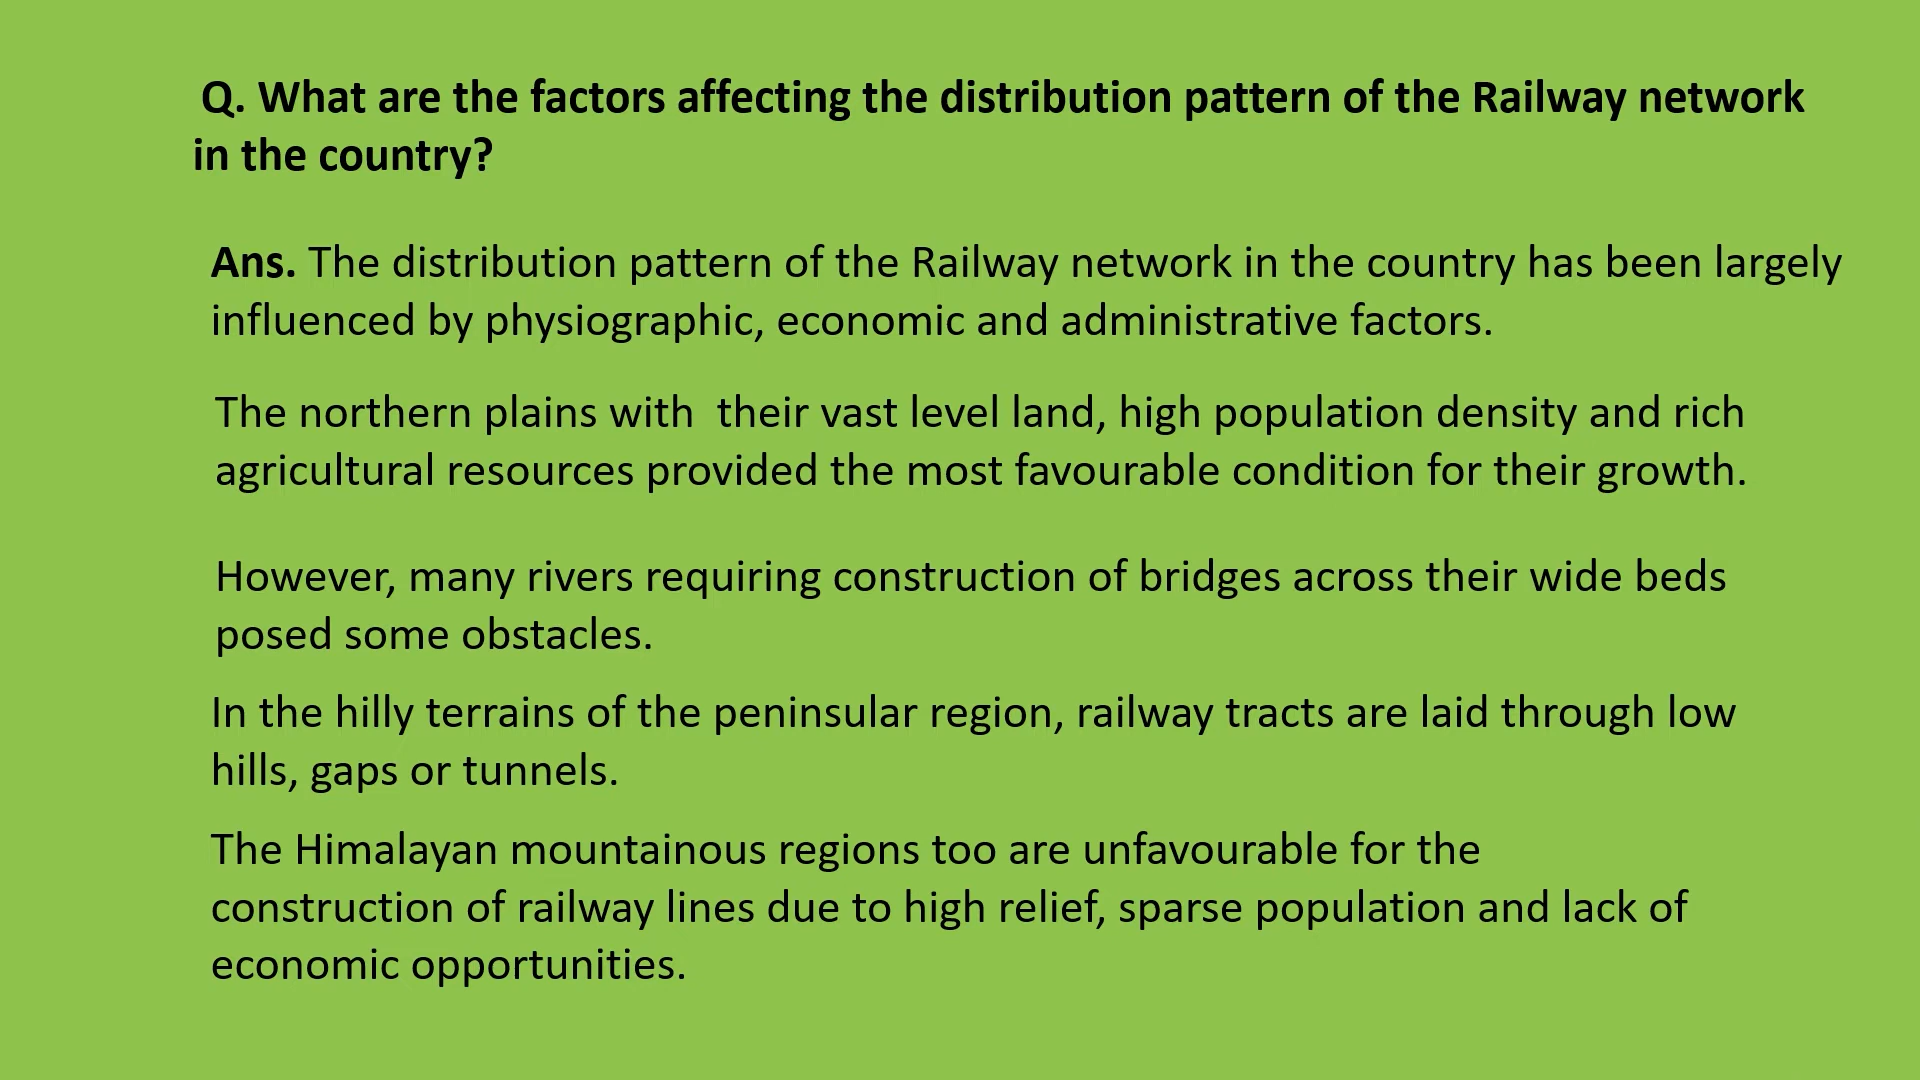 Q. What are the factors affecting the distribution pattern of the Railway network
in the country?
Ans. The distribution pattern of the Railway network in the country has been largely
influenced by physiographic, economic and administrative factors.
The northern plains with  their vast level land, high population density and rich
agricultural resources provided the most favourable condition for their growth.
However, many rivers requiring construction of bridges across their wide beds
posed some obstacles.
In the hilly terrains of the peninsular region, railway tracts are laid through low
hills, gaps or tunnels.
The Himalayan mountainous regions too are unfavourable for the
construction of railway lines due to high relief, sparse population and lack of
economic opportunities.